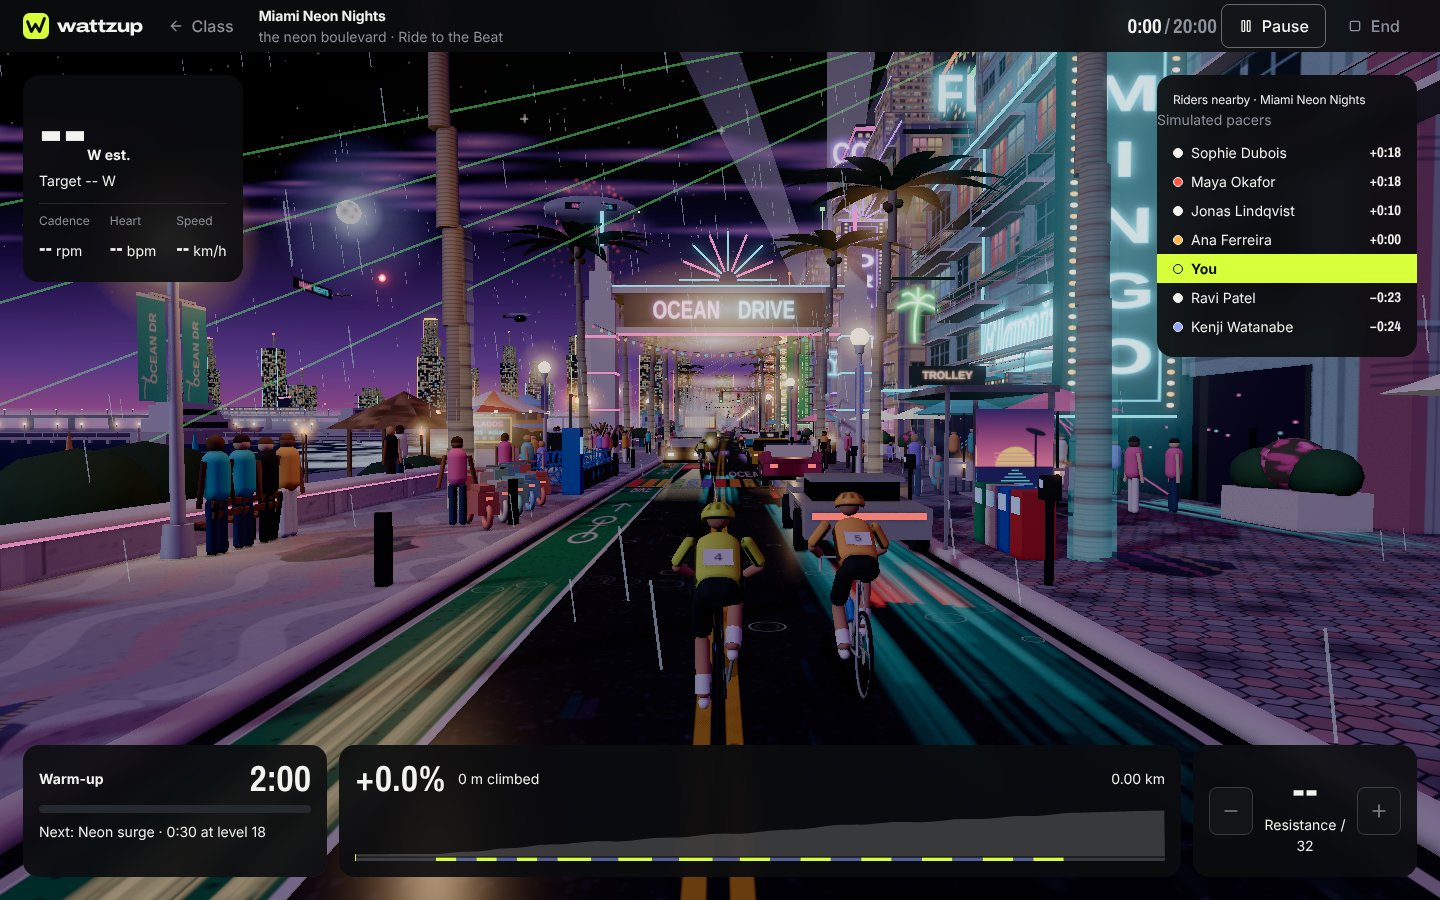 wattzup
Class
Miami Neon Nights
the neon boulevard · Ride to the Beat
0:00 / 20:00
Pause
End
--
W est.
Target -- W
Cadence Heart Speed
-- rpm -- bpm -- km/h
Riders nearby · Miami Neon Nights
Simulated pacers
Sophie Dubois +0:18
Maya Okafor +0:18
Jonas Lindqvist +0:10
Ana Ferreira +0:00
You
Ravi Patel −0:23
Kenji Watanabe −0:24
FL
MINGO
CO
OCEAN DR
OCEAN DR
OCEAN DRIVE
TROLLEY
4
5
Warm-up 2:00
Next: Neon surge · 0:30 at level 18
+0.0% 0 m climbed 0.00 km
--
Resistance /
32